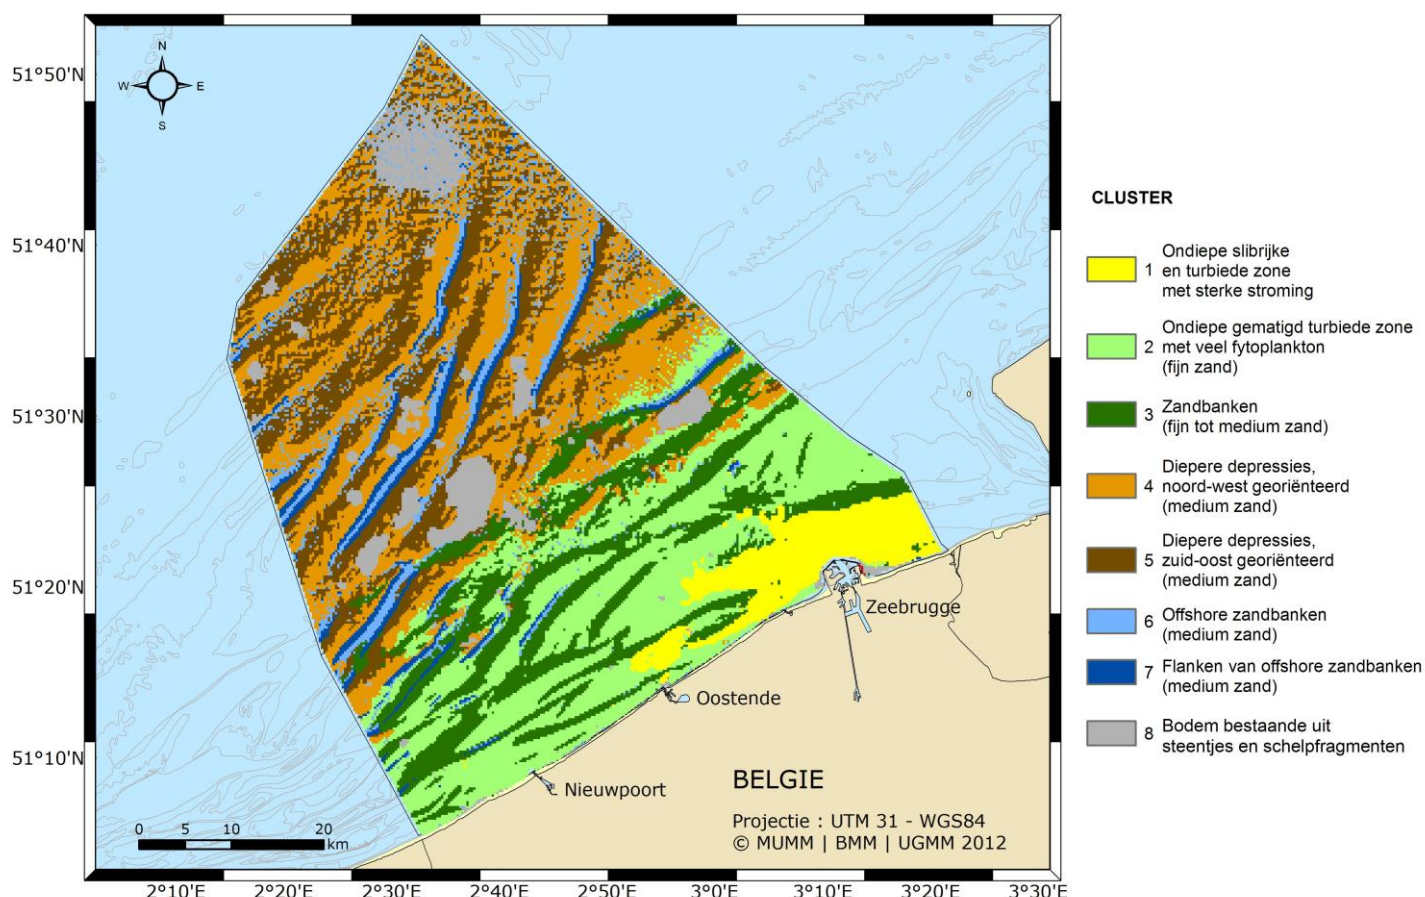 N
W E
S
51°50'N
51°40'N
51°30'N
51°20'N
51°10'N
2°10'E 2°20'E 2°30'E 2°40'E 2°50'E 3°0'E 3°10'E 3°20'E 3°30'E
Zeebrugge
Oostende
Nieuwpoort
BELGIE
Projectie : UTM 31 - WGS84
© MUMM | BMM | UGMM 2012
0 5 10 20
km
CLUSTER
1 Ondiepe slibrijke
en turbiede zone
met sterke stroming
2 Ondiepe gematigd turbiede zone
met veel fytoplankton
(fijn zand)
3 Zandbanken
(fijn tot medium zand)
4 Diepere depressies,
noord-west georiënteerd
(medium zand)
5 Diepere depressies,
zuid-oost georiënteerd
(medium zand)
6 Offshore zandbanken
(medium zand)
7 Flanken van offshore zandbanken
(medium zand)
8 Bodem bestaande uit
steentjes en schelpfragmenten